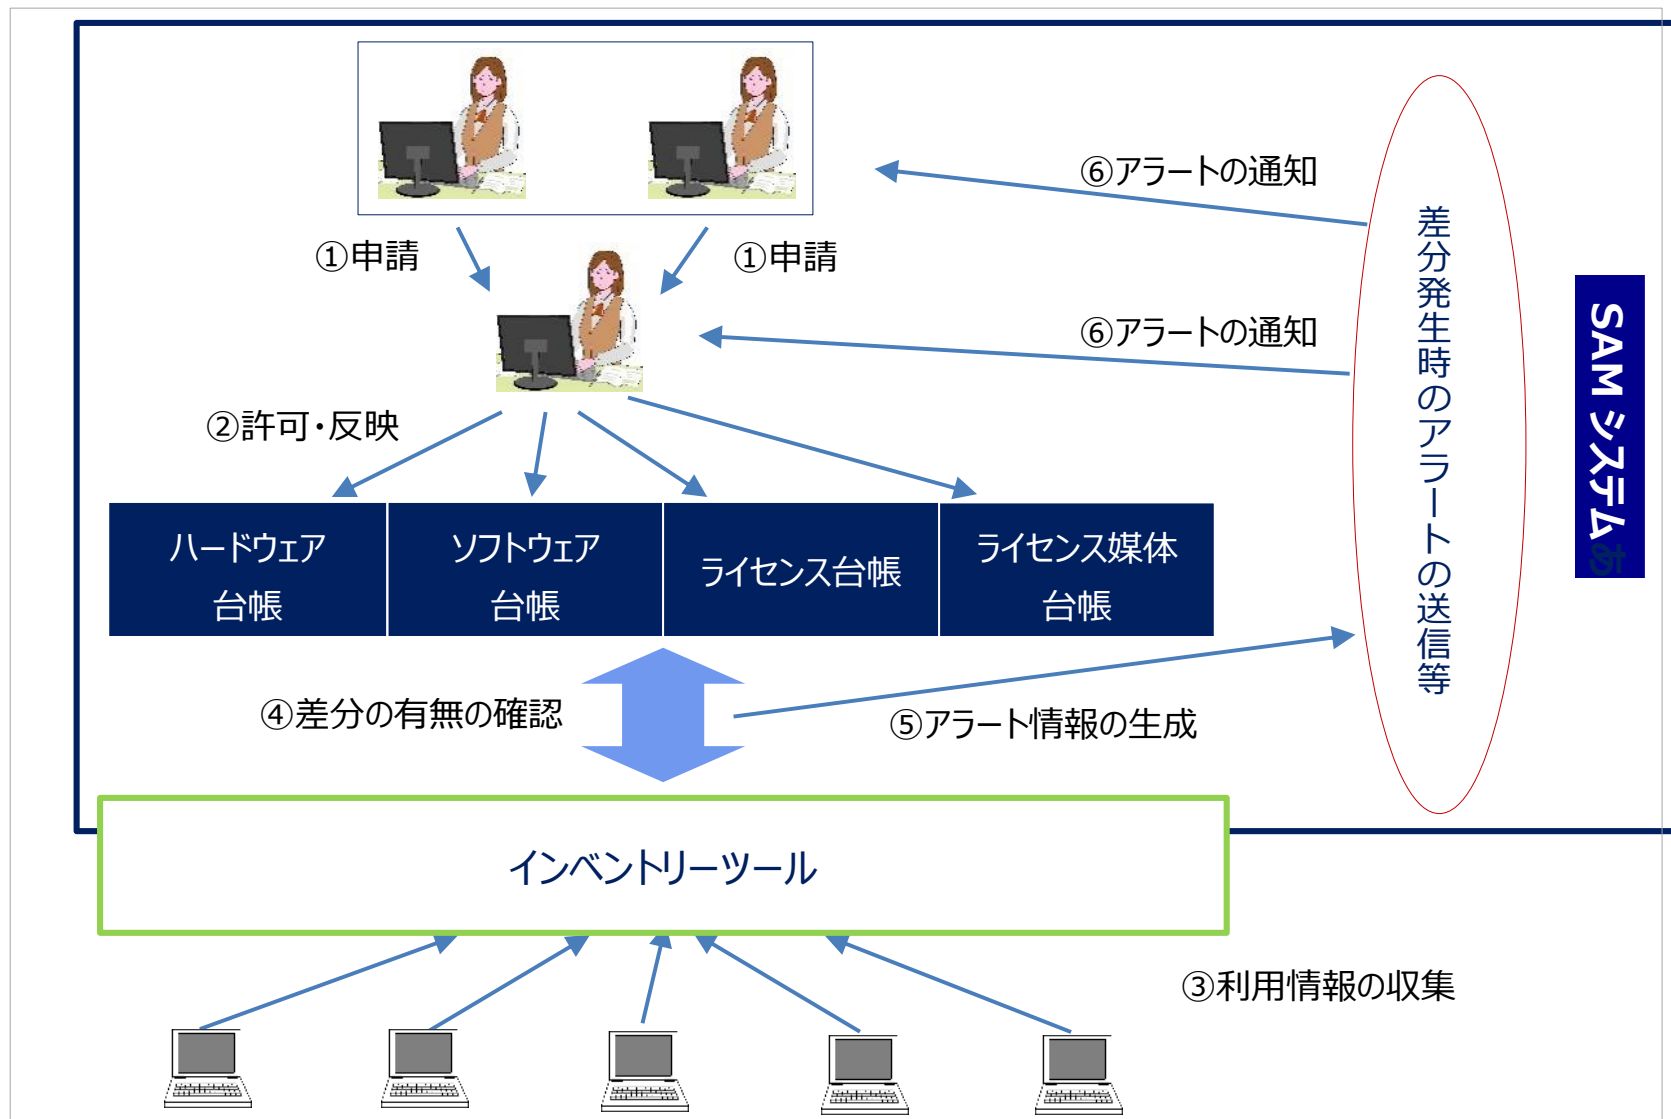 ⑥アラートの通知
①申請
①申請
⑥アラートの通知
②許可・反映
ハードウェア
台帳
ソフトウェア
台帳
ライセンス台帳
ライセンス媒体
台帳
④差分の有無の確認
⑤アラート情報の生成
差分発生時のアラートの送信等
SAM システムあ
インベントリーツール
③利用情報の収集